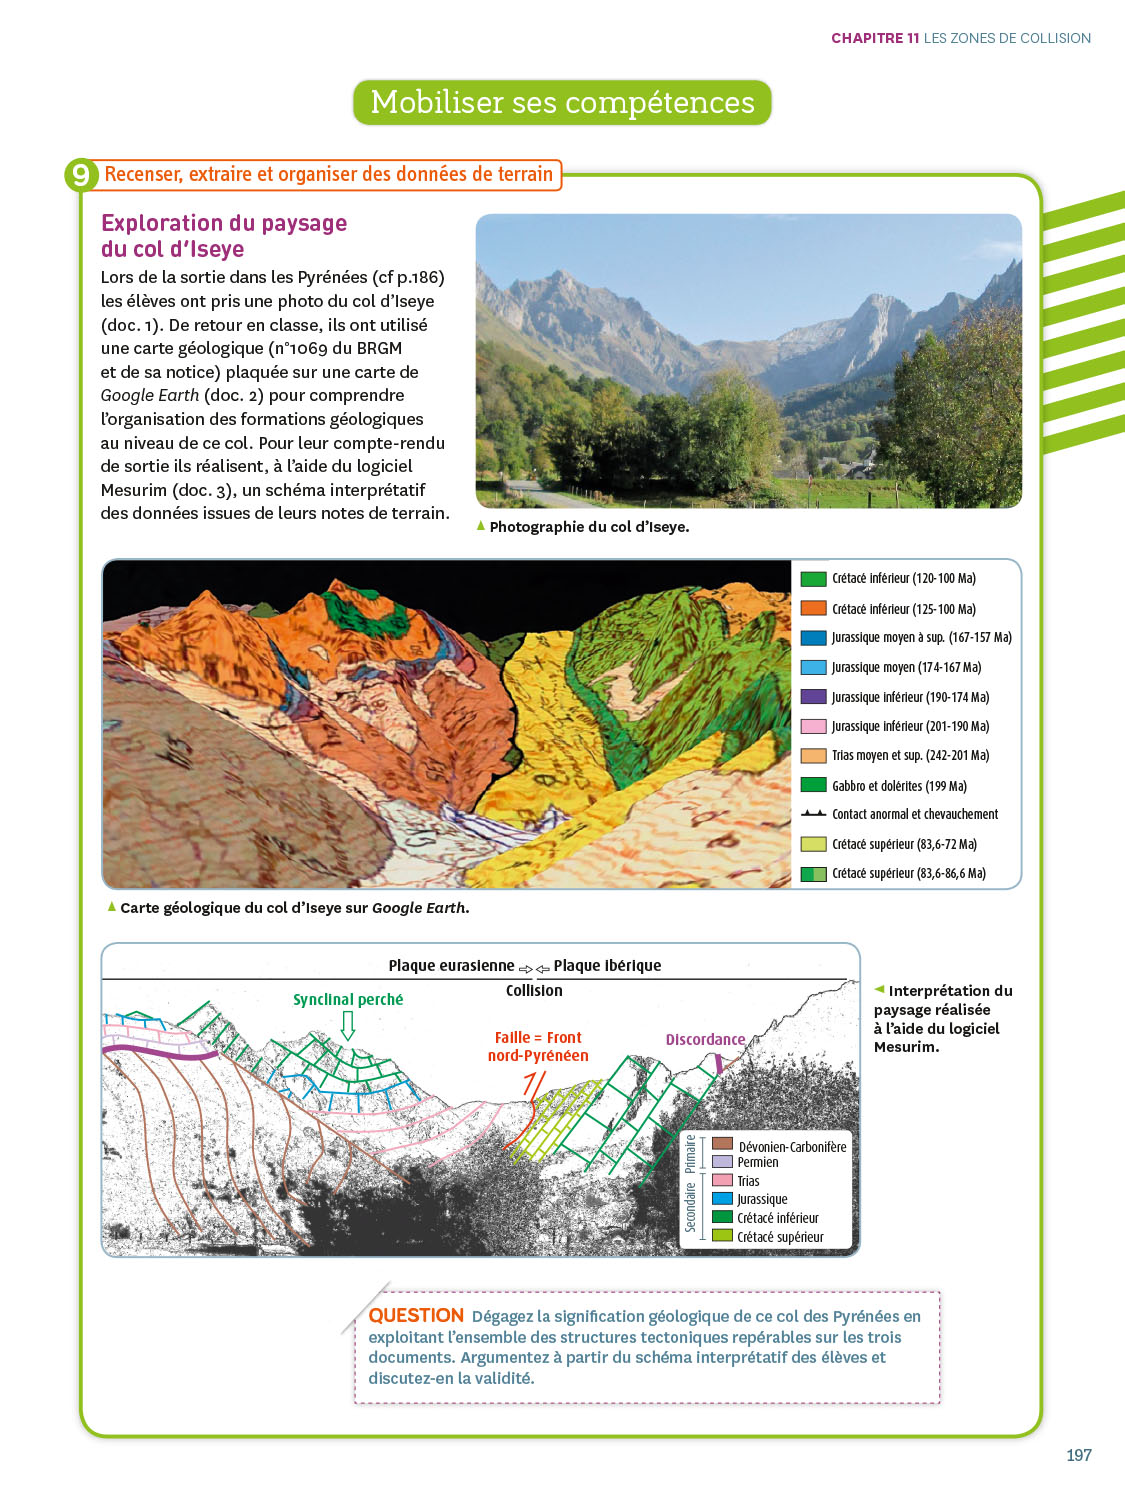 CHAPITRE 11 LES ZONES DE COLLISION
Mobiliser ses compétences
9 Recenser, extraire et organiser des données de terrain
Exploration du paysage
du col d'Iseye
Lors de la sortie dans les Pyrénées (cf p.186)
les élèves ont pris une photo du col d'Iseye
(doc. 1). De retour en classe, ils ont utilisé
une carte géologique (n°1069 du BRGM
et de sa notice) plaquée sur une carte de
Google Earth (doc. 2) pour comprendre
l'organisation des formations géologiques
au niveau de ce col. Pour leur compte-rendu
de sortie ils réalisent, à l'aide du logiciel
Mesurim (doc. 3), un schéma interprétatif
des données issues de leurs notes de terrain.
Photographie du col d'Iseye.
Crétacé inférieur (120-100 Ma)
Crétacé inférieur (125-100 Ma)
Jurassique moyen à sup. (167-157 Ma)
Jurassique moyen (174-167 Ma)
Jurassique inférieur (190-174 Ma)
Jurassique inférieur (201-190 Ma)
Trias moyen et sup. (242-201 Ma)
Gabbro et dolérites (199 Ma)
Contact anormal et chevauchement
Crétacé supérieur (83,6-72 Ma)
Crétacé supérieur (83,6-86,6 Ma)
Carte géologique du col d'Iseye sur Google Earth.
Plaque eurasienne Plaque ibérique
Collision
Synclinal perché
Faille = Front
nord-Pyrénéen
Discordance
Primaire
Dévonien-Carbonifère
Permien
Secondaire
Trias
Jurassique
Crétacé inférieur
Crétacé supérieur
Interprétation du
paysage réalisée
à l'aide du logiciel
Mesurim.
QUESTION Dégagez la signification géologique de ce col des Pyrénées en
exploitant l'ensemble des structures tectoniques repérables sur les trois
documents. Argumentez à partir du schéma interprétatif des élèves et
discutez-en la validité.
197